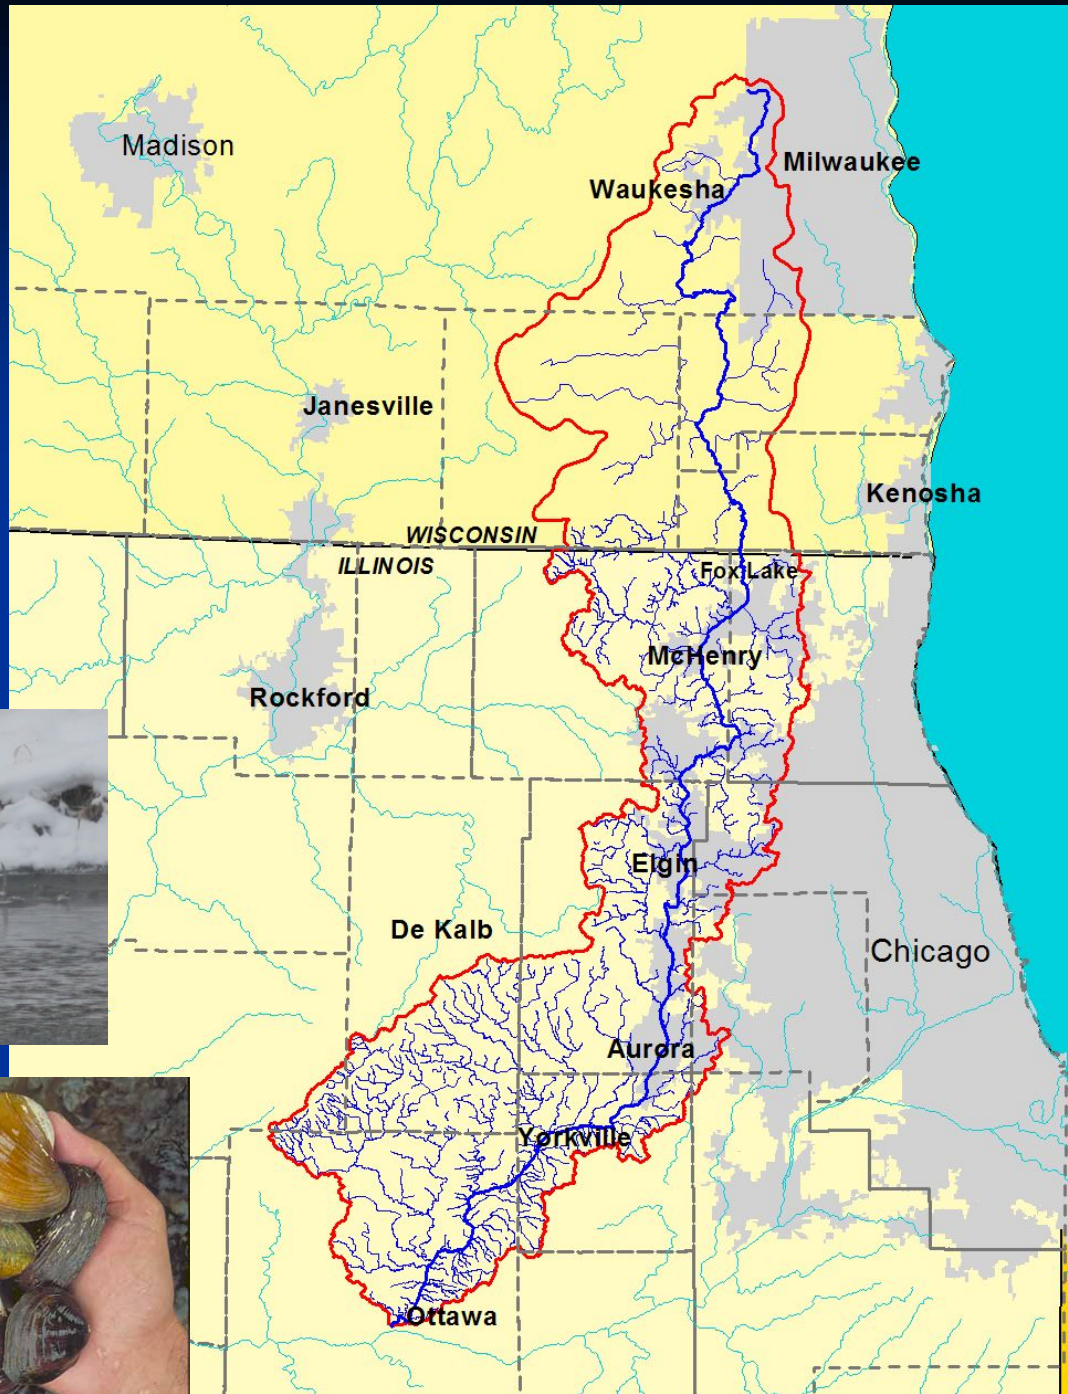 Madison
Milwaukee
Waukesha
Janesville
Kenosha
WISCONSIN
ILLINOIS
Fox Lake
McHenry
Rockford
Elgin
De Kalb
Chicago
Aurora
Yorkville
Ottawa